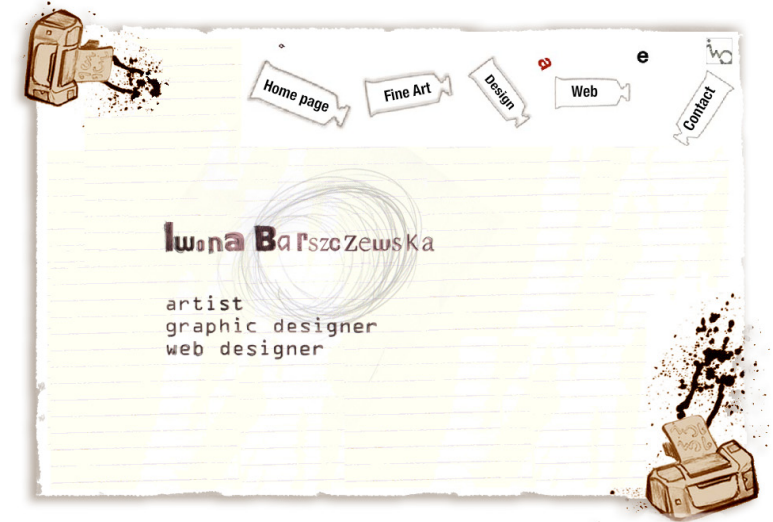 a e
Home page Fine Art Design Web Contact
Iwona Barszczewska
artist
graphic designer
web designer